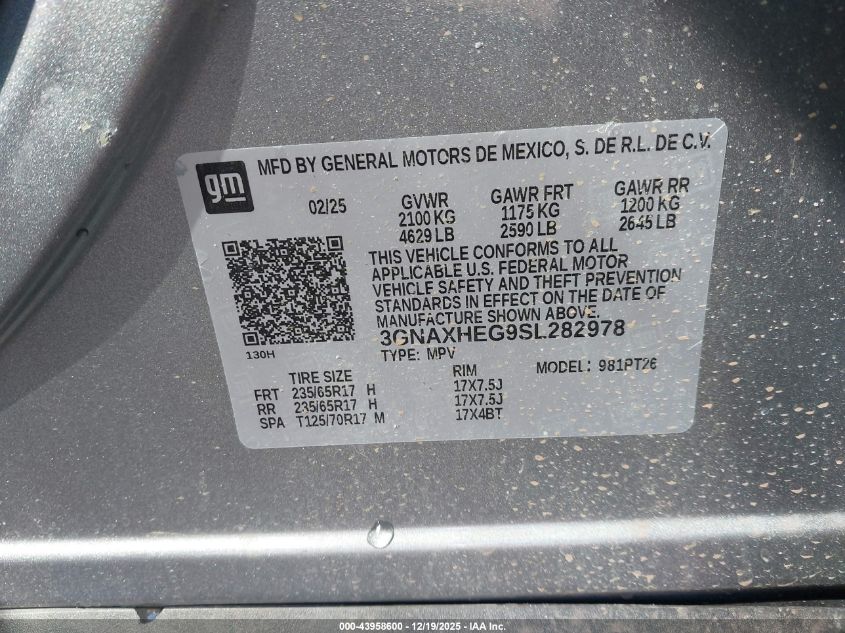 gm
MFD BY GENERAL MOTORS DE MEXICO, S. DE R.L. DE C.V.
02/25 GVWR GAWR FRT GAWR RR
2100 KG 1175 KG 1200 KG
4629 LB 2590 LB 2645 LB
THIS VEHICLE CONFORMS TO ALL
APPLICABLE U.S. FEDERAL MOTOR
VEHICLE SAFETY AND THEFT PREVENTION
STANDARDS IN EFFECT ON THE DATE OF
MANUFACTURE SHOWN ABOVE.
3GNAXHEG9SL282978
130H
TYPE: MPV
MODEL: 981PT26
TIRE SIZE RIM
FRT 235/65R17 H 17X7.5J
RR 235/65R17 H 17X7.5J
SPA T125/70R17 M 17X4BT
000-43958600 - 12/19/2025 - IAA Inc.